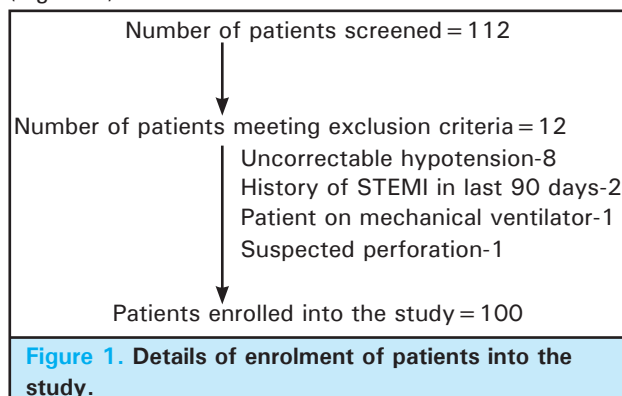 Number of patients screened = 112
Number of patients meeting exclusion criteria = 12
Uncorrectable hypotension-8
History of STEMI in last 90 days-2
Patient on mechanical ventilator-1
Suspected perforation-1
Patients enrolled into the study = 100
Figure 1. Details of enrolment of patients into the
study.